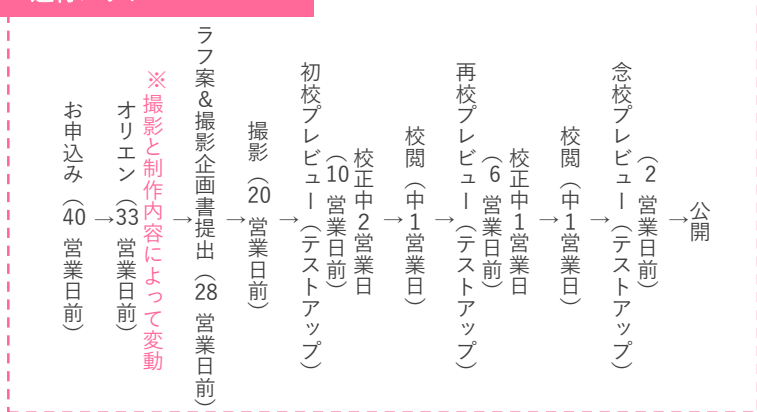 お申込み（40 営業日前）
→
オリエン（33 営業日前）
※撮影と制作内容によって変動
→
ラフ案＆撮影企画書提出（28 営業日前）
→
撮影（20 営業日前）
→
初校プレビュー（テストアップ）
（10 営業日前）
校正中2営業日
→
校閲（中1営業日）
→
再校プレビュー（テストアップ）
（6 営業日前）
校正中1営業日
→
校閲（中1営業日）
→
念校プレビュー（テストアップ）
（2 営業日前）
→
公開